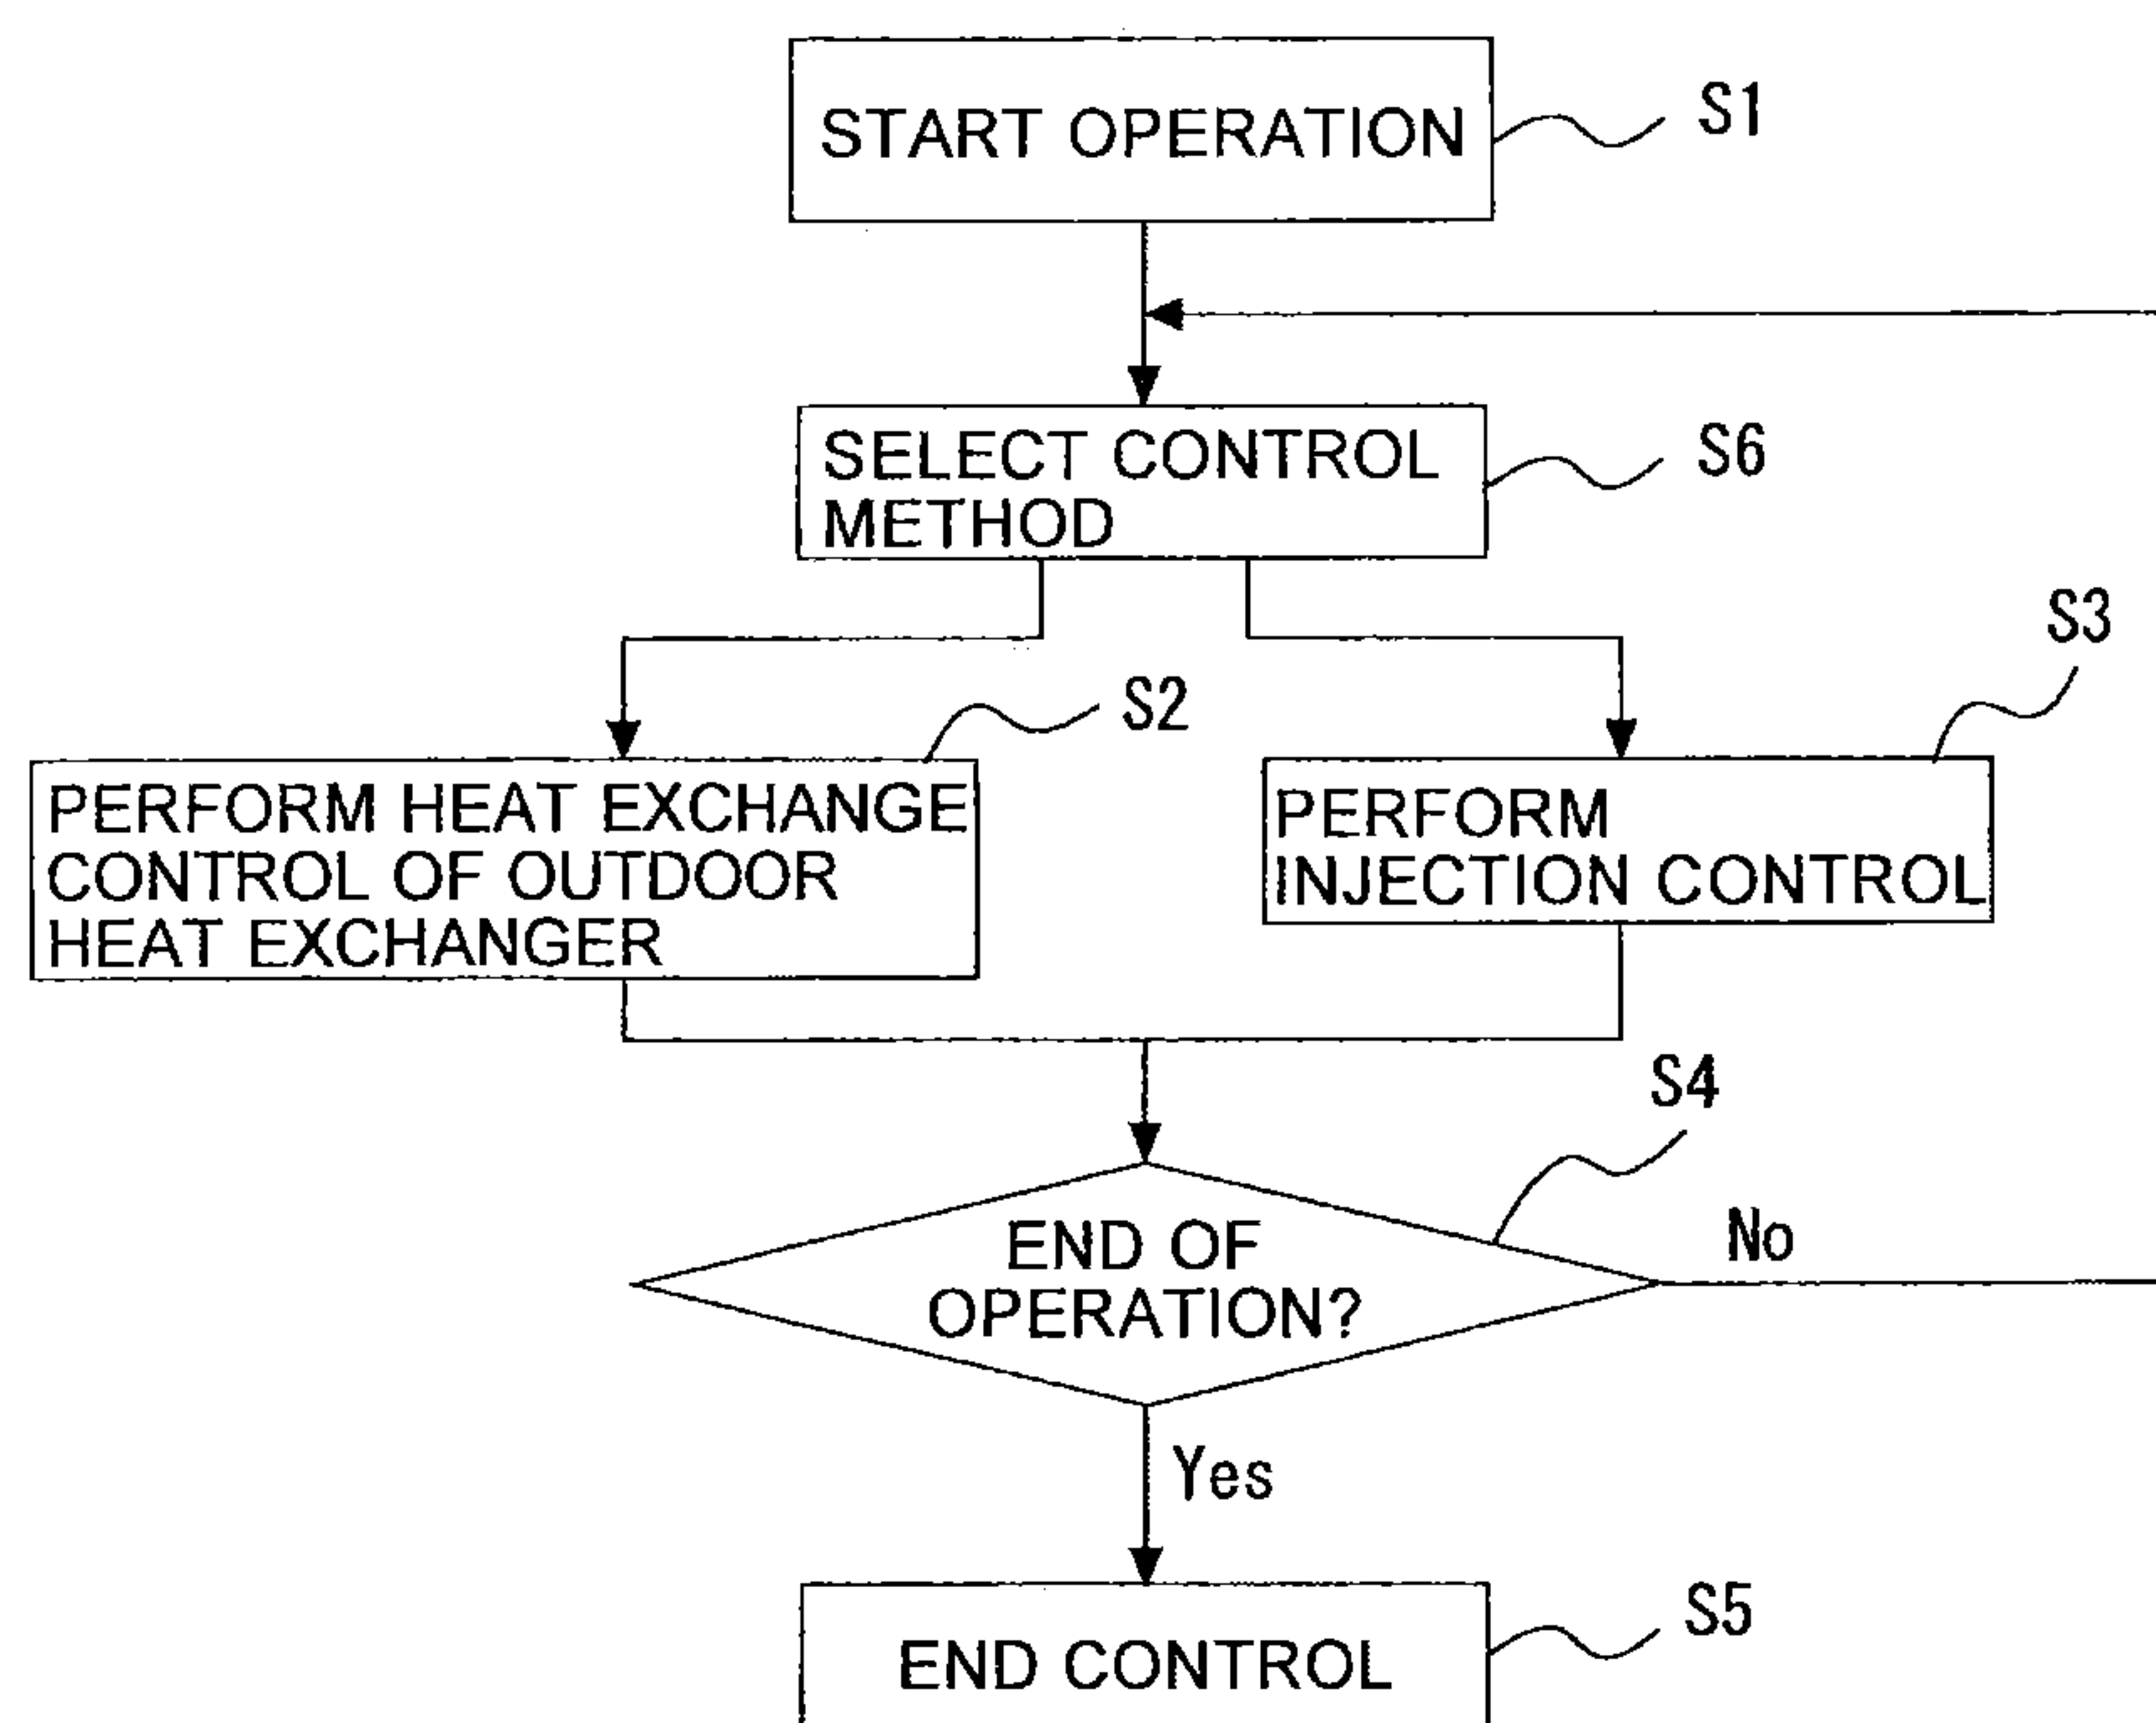 START OPERATION
S1
SELECT CONTROL
METHOD
S6
S3
S2
PERFORM HEAT EXCHANGE
CONTROL OF OUTDOOR
HEAT EXCHANGER
PERFORM
INJECTION CONTROL
S4
END OF
OPERATION?
No
Yes
END CONTROL
S5